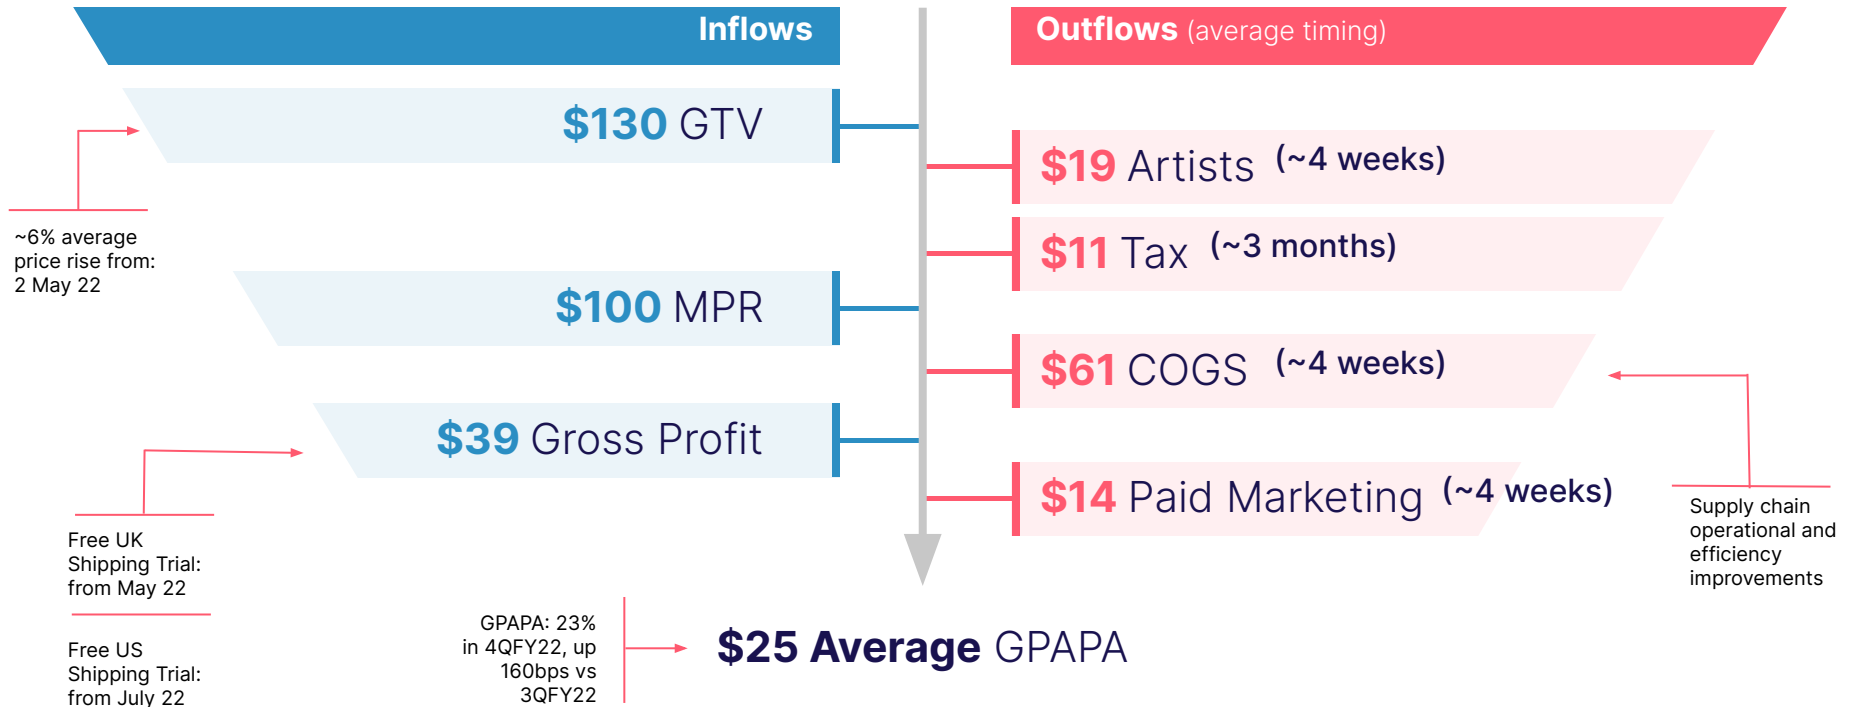 Inflows
Outflows (average timing)
$130 GTV
$19 Artists (~4 weeks)
$11 Tax (~3 months)
~6% average
price rise from:
2 May 22
$100 MPR
$61 COGS (~4 weeks)
$39 Gross Profit
$14 Paid Marketing (~4 weeks)
Supply chain
operational and
efficiency
improvements
Free UK
Shipping Trial:
from May 22
Free US
Shipping Trial:
from July 22
GPAPA: 23%
in 4QFY22, up
160bps vs
3QFY22
$25 Average GPAPA